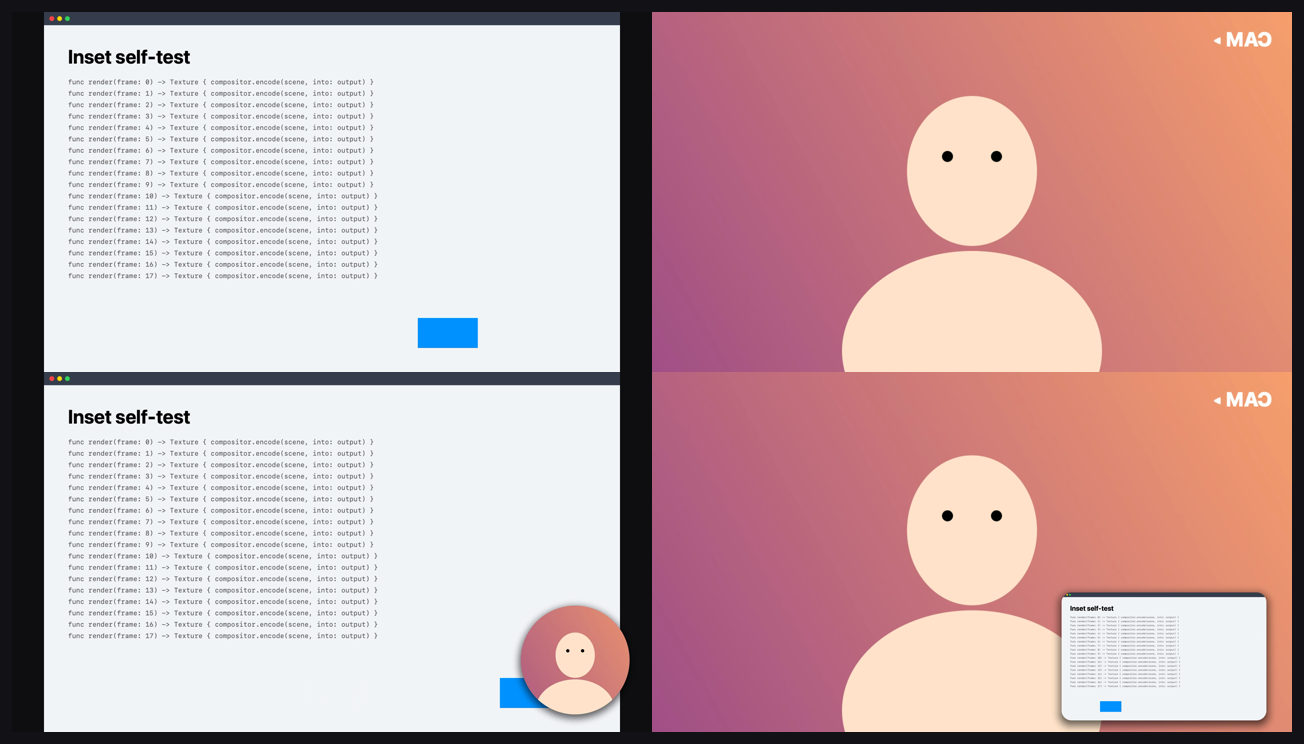 Inset self-test
func render(frame: 0) -> Texture { compositor.encode(scene, into: output) }
func render(frame: 1) -> Texture { compositor.encode(scene, into: output) }
func render(frame: 2) -> Texture { compositor.encode(scene, into: output) }
func render(frame: 3) -> Texture { compositor.encode(scene, into: output) }
func render(frame: 4) -> Texture { compositor.encode(scene, into: output) }
func render(frame: 5) -> Texture { compositor.encode(scene, into: output) }
func render(frame: 6) -> Texture { compositor.encode(scene, into: output) }
func render(frame: 7) -> Texture { compositor.encode(scene, into: output) }
func render(frame: 8) -> Texture { compositor.encode(scene, into: output) }
func render(frame: 9) -> Texture { compositor.encode(scene, into: output) }
func render(frame: 10) -> Texture { compositor.encode(scene, into: output) }
func render(frame: 11) -> Texture { compositor.encode(scene, into: output) }
func render(frame: 12) -> Texture { compositor.encode(scene, into: output) }
func render(frame: 13) -> Texture { compositor.encode(scene, into: output) }
func render(frame: 14) -> Texture { compositor.encode(scene, into: output) }
func render(frame: 15) -> Texture { compositor.encode(scene, into: output) }
func render(frame: 16) -> Texture { compositor.encode(scene, into: output) }
func render(frame: 17) -> Texture { compositor.encode(scene, into: output) }
CAM ▸
Inset self-test
func render(frame: 0) -> Texture { compositor.encode(scene, into: output) }
func render(frame: 1) -> Texture { compositor.encode(scene, into: output) }
func render(frame: 2) -> Texture { compositor.encode(scene, into: output) }
func render(frame: 3) -> Texture { compositor.encode(scene, into: output) }
func render(frame: 4) -> Texture { compositor.encode(scene, into: output) }
func render(frame: 5) -> Texture { compositor.encode(scene, into: output) }
func render(frame: 6) -> Texture { compositor.encode(scene, into: output) }
func render(frame: 7) -> Texture { compositor.encode(scene, into: output) }
func render(frame: 8) -> Texture { compositor.encode(scene, into: output) }
func render(frame: 9) -> Texture { compositor.encode(scene, into: output) }
func render(frame: 10) -> Texture { compositor.encode(scene, into: output) }
func render(frame: 11) -> Texture { compositor.encode(scene, into: output) }
func render(frame: 12) -> Texture { compositor.encode(scene, into: output) }
func render(frame: 13) -> Texture { compositor.encode(scene, into: output) }
func render(frame: 14) -> Texture { compositor.encode(scene, into: output) }
func render(frame: 15) -> Texture { compositor.encode(scene, into: output) }
func render(frame: 16) -> Texture { compositor.encode(scene, into: output) }
func render(frame: 17) -> Texture { compositor.encode(scene, into: output) }
CAM ▸
Inset self-test